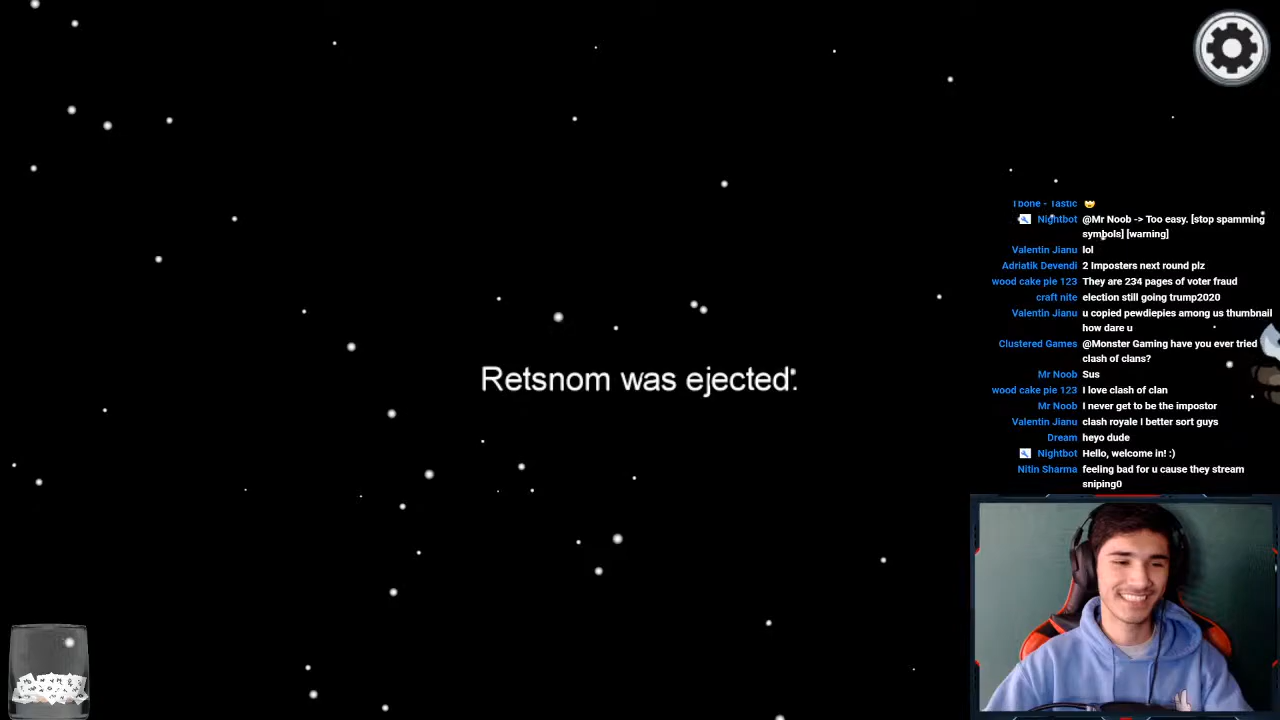 Tbone - Tastic
Nightbot @Mr Noob -> Too easy. [stop spamming
symbols] [warning]
Valentin Jianu lol
Adriatik Devendi 2 Imposters next round plz
wood cake pie 123 They are 234 pages of voter fraud
craft nite election still going trump2020
Valentin Jianu u copied pewdiepies among us thumbnail
how dare u
Clustered Games @Monster Gaming have you ever tried
clash of clans?
Mr Noob Sus
Retsnom was ejected.
wood cake pie 123 I love clash of clan
Mr Noob I never get to be the impostor
Valentin Jianu clash royale I better sort guys
Dream heyo dude
Nightbot Hello, welcome in! :)
Nitin Sharma feeling bad for u cause they stream
sniping0